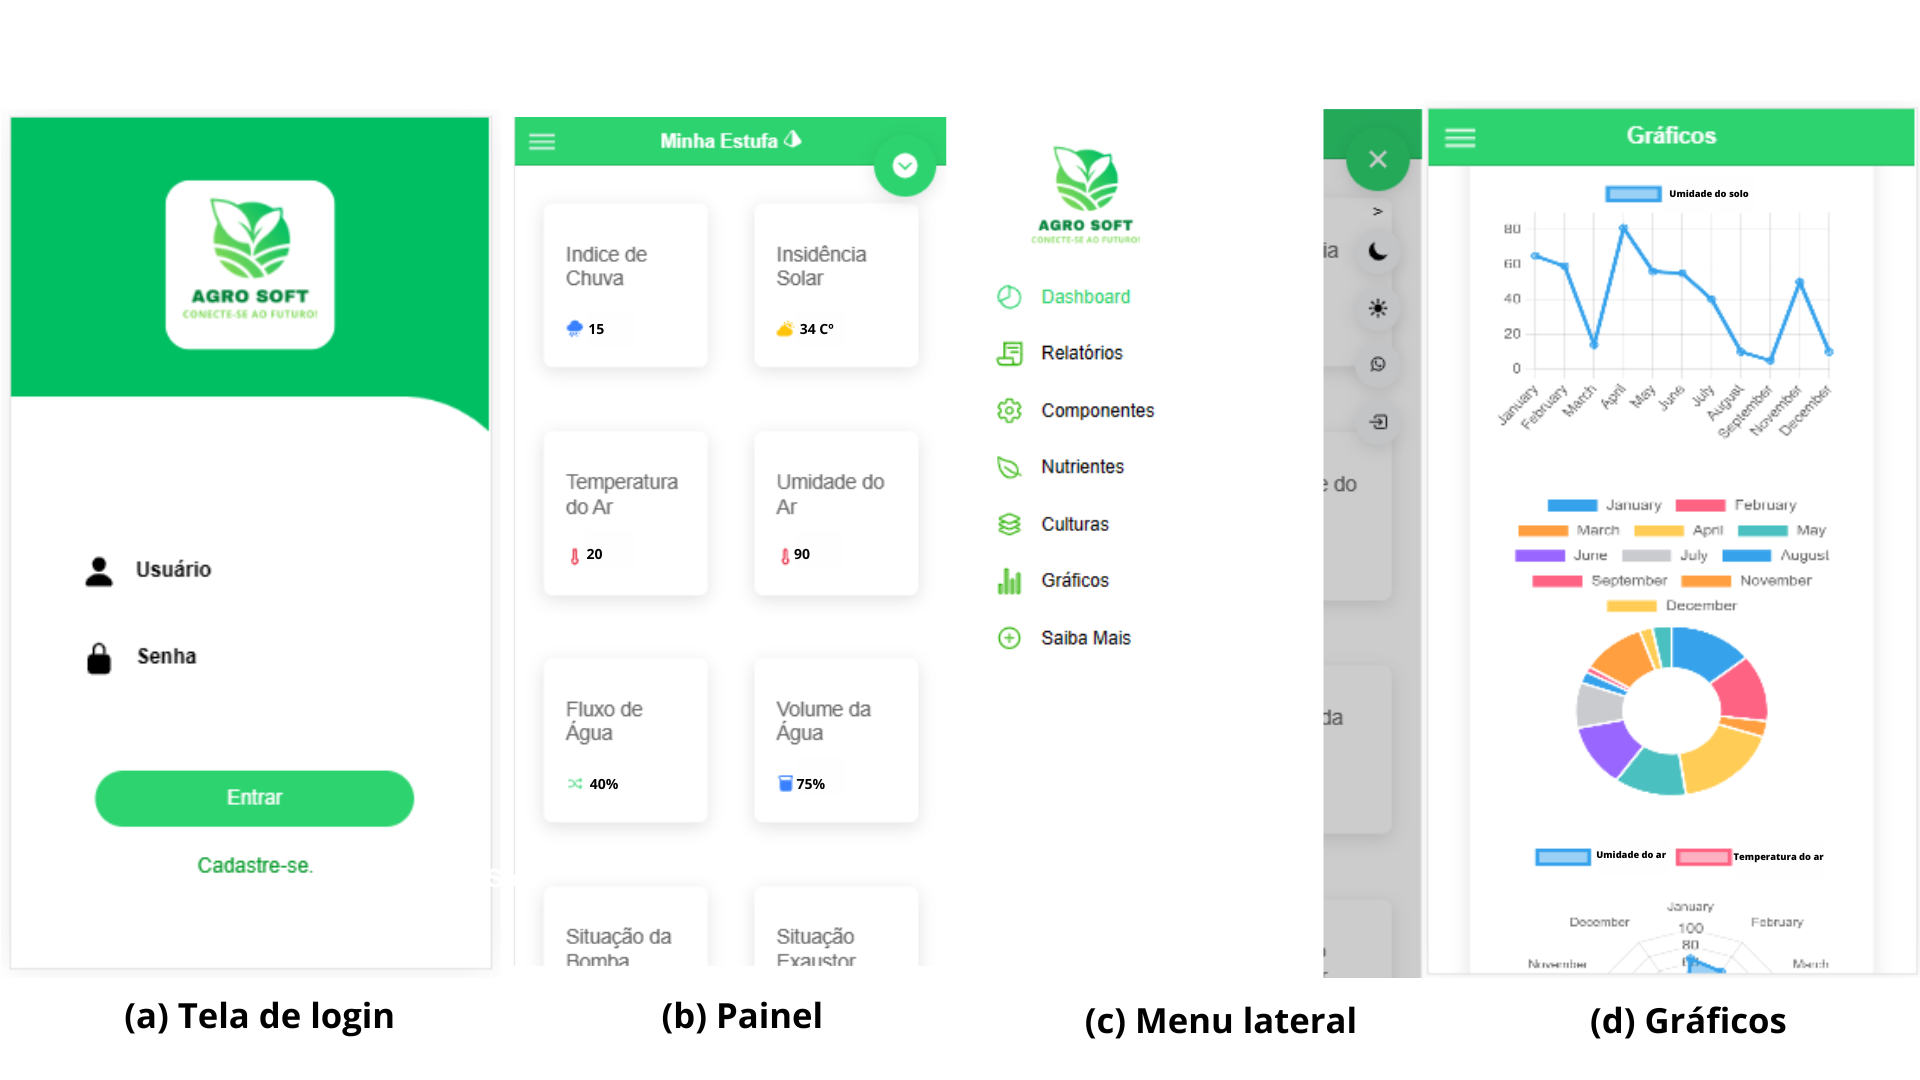 AGRO SOFT
CONECTE-SE AO FUTURO!
Usuário
Senha
Entrar
Cadastre-se.
(a) Tela de login
Minha Estufa
Indice de
Chuva
15
Insidência
Solar
34 Cº
Temperatura
do Ar
20
Umidade do
Ar
90
Fluxo de
Água
40%
Volume da
Água
75%
Situação da
Bomba
Situação
Exaustor
(b) Painel
AGRO SOFT
CONECTE-SE AO FUTURO!
Dashboard
Relatórios
Componentes
Nutrientes
Culturas
Gráficos
Saiba Mais
>
ia
e do
da
(c) Menu lateral
Gráficos
Umidade do solo
80
60
40
20
0
January
February
March
April
May
June
July
August
September
November
December
January February
March April May
June July August
September November
December
Umidade do ar Temperatura do ar
January
December February
100
80
November March
(d) Gráficos